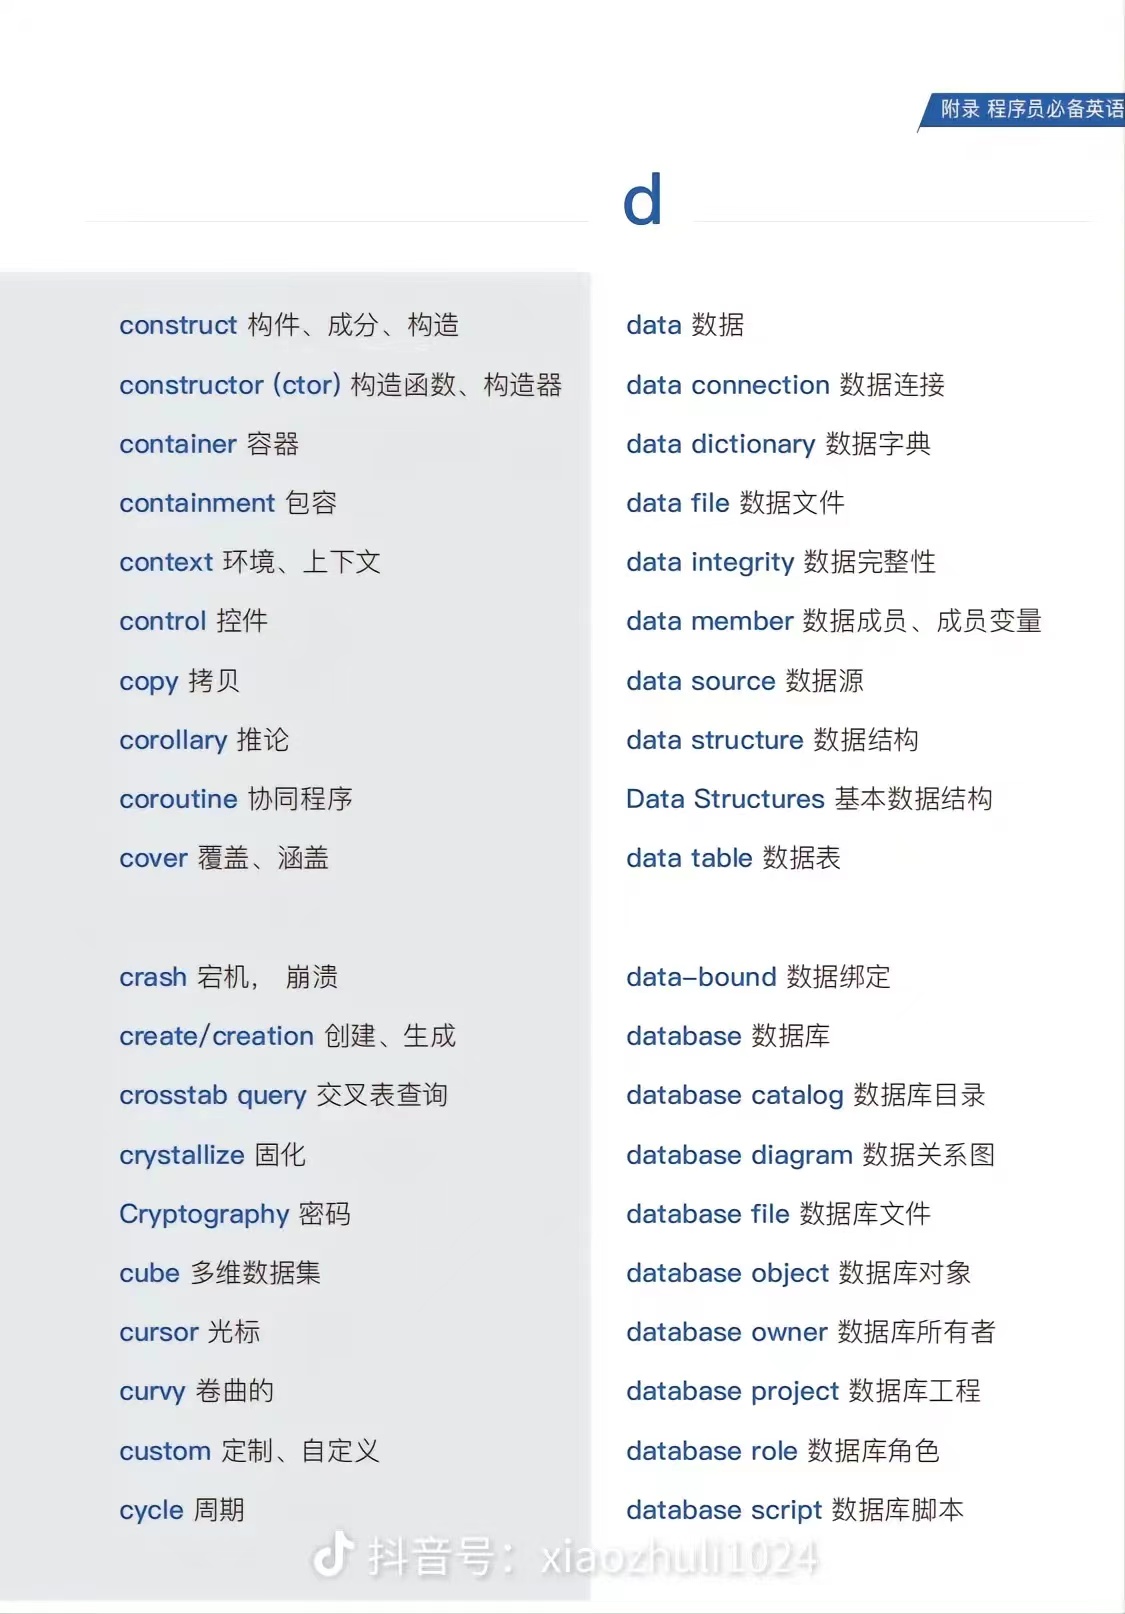 附录 程序员必备英语
d
construct 构件、成分、构造
constructor (ctor) 构造函数、构造器
container 容器
containment 包容
context 环境、上下文
control 控件
copy 拷贝
corollary 推论
coroutine 协同程序
cover 覆盖、涵盖
crash 宕机， 崩溃
create/creation 创建、生成
crosstab query 交叉表查询
crystallize 固化
Cryptography 密码
cube 多维数据集
cursor 光标
curvy 卷曲的
custom 定制、自定义
cycle 周期
data 数据
data connection 数据连接
data dictionary 数据字典
data file 数据文件
data integrity 数据完整性
data member 数据成员、成员变量
data source 数据源
data structure 数据结构
Data Structures 基本数据结构
data table 数据表
data-bound 数据绑定
database 数据库
database catalog 数据库目录
database diagram 数据关系图
database file 数据库文件
database object 数据库对象
database owner 数据库所有者
database project 数据库工程
database role 数据库角色
database script 数据库脚本
抖音号：xiaozhuli1024